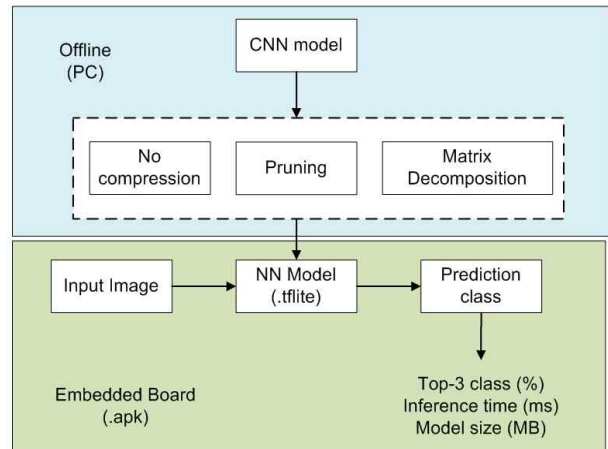 Offline
(PC)
CNN model
No
compression
Pruning
Matrix
Decomposition
Input Image
NN Model
(.tflite)
Prediction
class
Embedded Board
(.apk)
Top-3 class (%)
Inference time (ms)
Model size (MB)